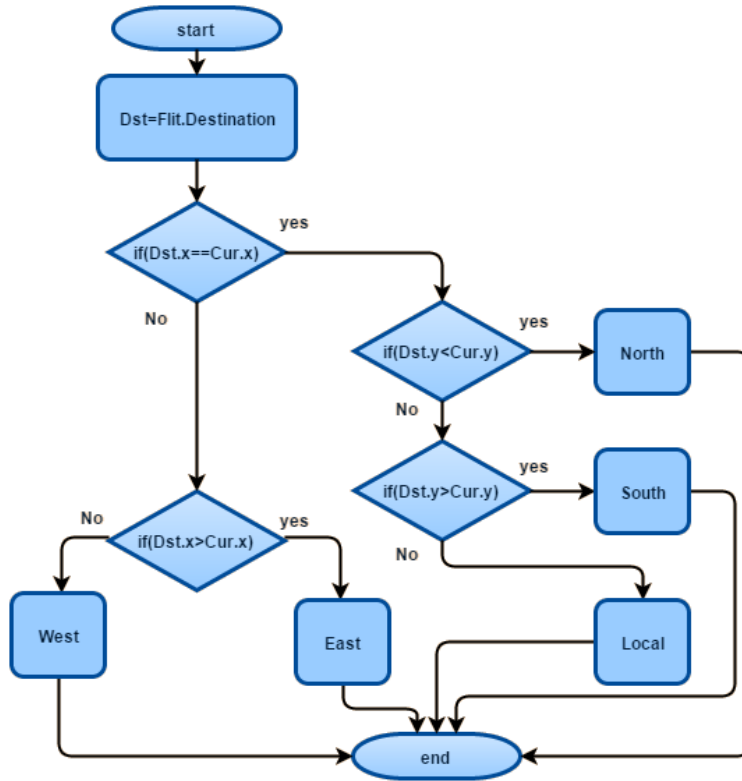 start
Dst=Flit.Destination
yes
if(Dst.x==Cur.x)
No
yes
if(Dst.y<Cur.y)
North
No
yes
if(Dst.y>Cur.y)
South
No
No
yes
if(Dst.x>Cur.x)
West
East
Local
end